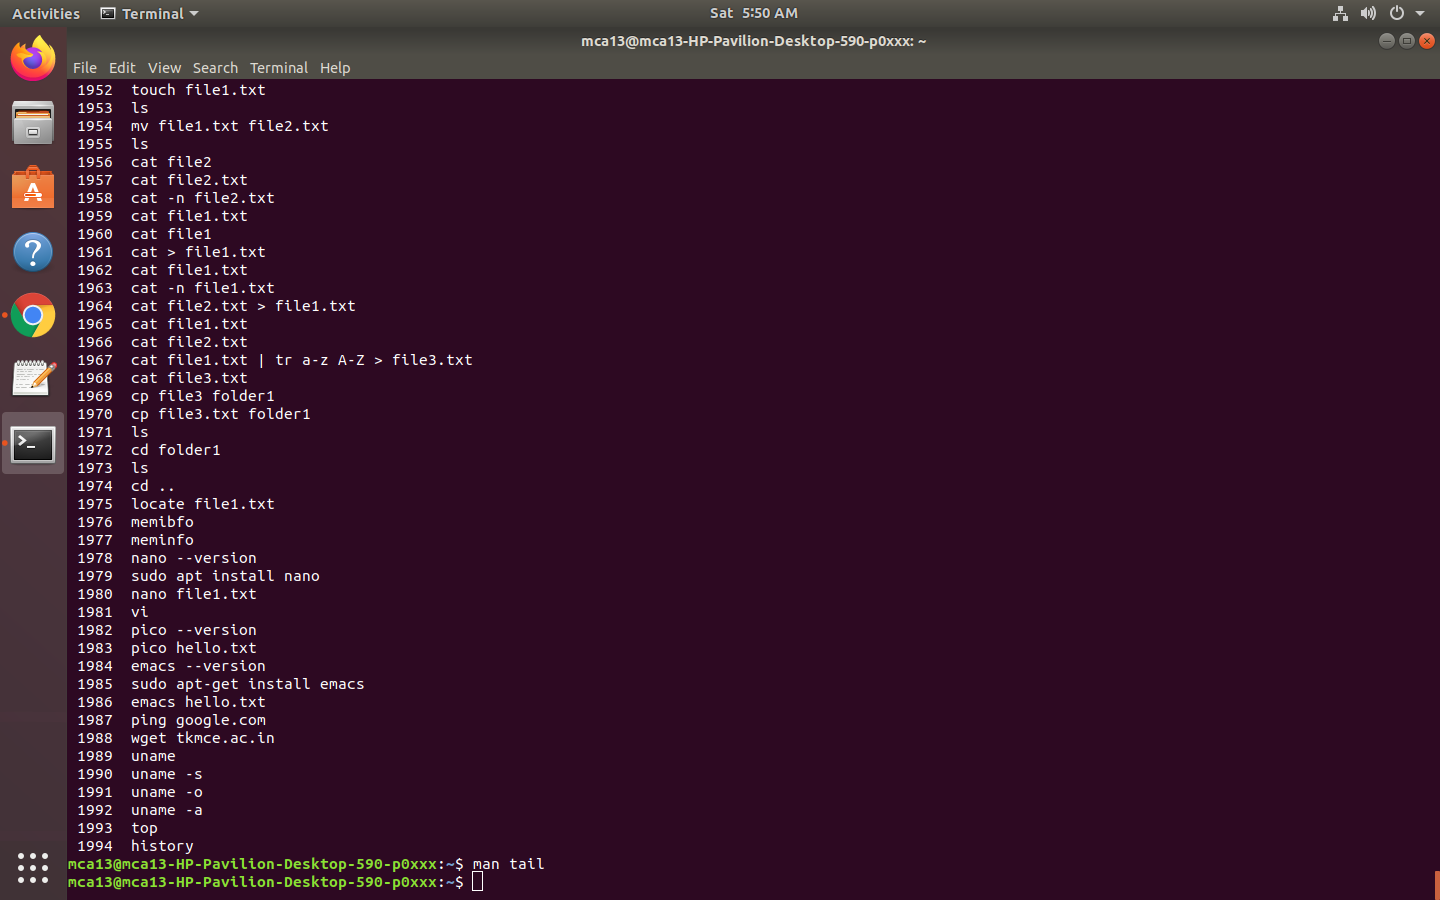 Activities Terminal Sat 5:50 AM
mca13@mca13-HP-Pavilion-Desktop-590-p0xxx: ~
File Edit View Search Terminal Help
1952 touch file1.txt
1953 ls
1954 mv file1.txt file2.txt
1955 ls
1956 cat file2
1957 cat file2.txt
1958 cat -n file2.txt
1959 cat file1.txt
1960 cat file1
1961 cat > file1.txt
1962 cat file1.txt
1963 cat -n file1.txt
1964 cat file2.txt > file1.txt
1965 cat file1.txt
1966 cat file2.txt
1967 cat file1.txt | tr a-z A-Z > file3.txt
1968 cat file3.txt
1969 cp file3 folder1
1970 cp file3.txt folder1
1971 ls
1972 cd folder1
1973 ls
1974 cd ..
1975 locate file1.txt
1976 memibfo
1977 meminfo
1978 nano --version
1979 sudo apt install nano
1980 nano file1.txt
1981 vi
1982 pico --version
1983 pico hello.txt
1984 emacs --version
1985 sudo apt-get install emacs
1986 emacs hello.txt
1987 ping google.com
1988 wget tkmce.ac.in
1989 uname
1990 uname -s
1991 uname -o
1992 uname -a
1993 top
1994 history
mca13@mca13-HP-Pavilion-Desktop-590-p0xxx:~$ man tail
mca13@mca13-HP-Pavilion-Desktop-590-p0xxx:~$